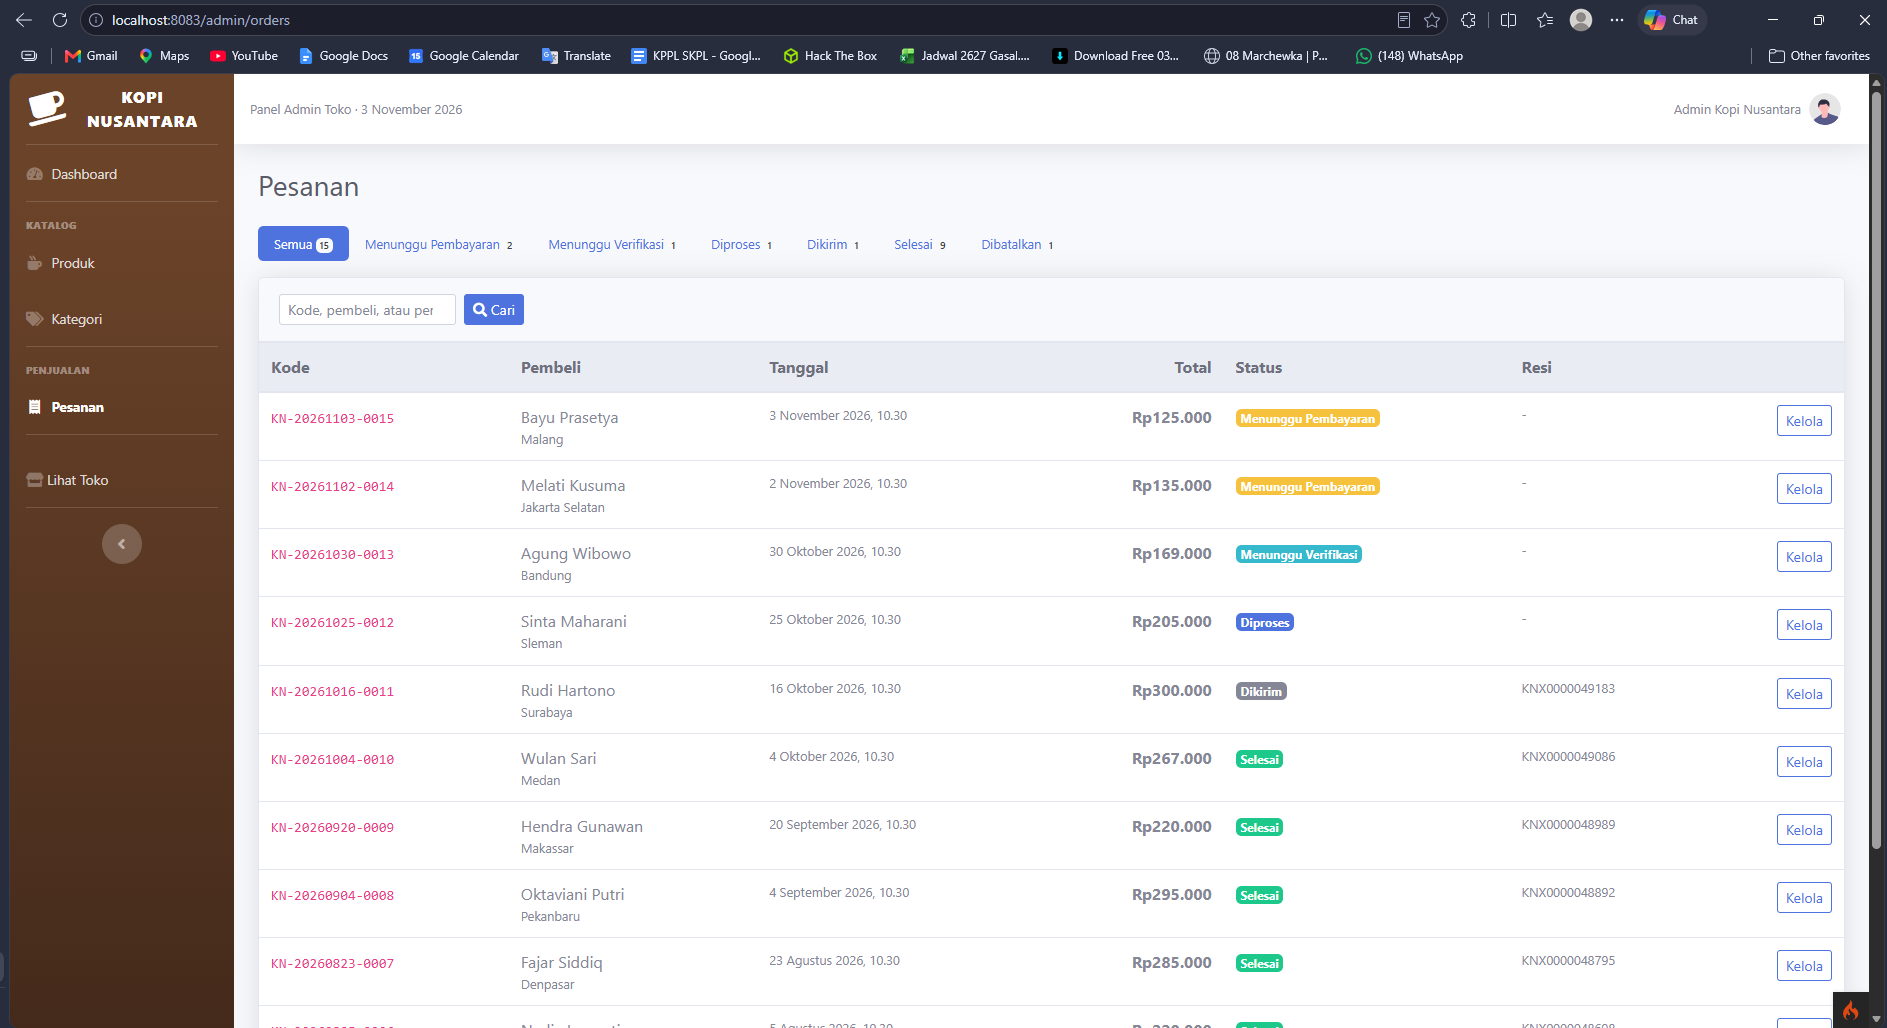 localhost:8083/admin/orders
Chat
Gmail
Maps
YouTube
Google Docs
15
Google Calendar
Translate
KPPL SKPL - Googl...
Hack The Box
Jadwal 2627 Gasal....
Download Free 03...
08 Marchewka | P...
(148) WhatsApp
Other favorites
KOPI
NUSANTARA
Dashboard
KATALOG
Produk
Kategori
PENJUALAN
Pesanan
Lihat Toko
Panel Admin Toko · 3 November 2026
Admin Kopi Nusantara
Pesanan
Semua 15
Menunggu Pembayaran 2
Menunggu Verifikasi 1
Diproses 1
Dikirim 1
Selesai 9
Dibatalkan 1
Kode, pembeli, atau per
Cari
Kode Pembeli Tanggal Total Status Resi
KN-20261103-0015 Bayu Prasetya 3 November 2026, 10.30 Rp125.000 Menunggu Pembayaran - Kelola
Malang
KN-20261102-0014 Melati Kusuma 2 November 2026, 10.30 Rp135.000 Menunggu Pembayaran - Kelola
Jakarta Selatan
KN-20261030-0013 Agung Wibowo 30 Oktober 2026, 10.30 Rp169.000 Menunggu Verifikasi - Kelola
Bandung
KN-20261025-0012 Sinta Maharani 25 Oktober 2026, 10.30 Rp205.000 Diproses - Kelola
Sleman
KN-20261016-0011 Rudi Hartono 16 Oktober 2026, 10.30 Rp300.000 Dikirim KNX0000049183 Kelola
Surabaya
KN-20261004-0010 Wulan Sari 4 Oktober 2026, 10.30 Rp267.000 Selesai KNX0000049086 Kelola
Medan
KN-20260920-0009 Hendra Gunawan 20 September 2026, 10.30 Rp220.000 Selesai KNX0000048989 Kelola
Makassar
KN-20260904-0008 Oktaviani Putri 4 September 2026, 10.30 Rp295.000 Selesai KNX0000048892 Kelola
Pekanbaru
KN-20260823-0007 Fajar Siddiq 23 Agustus 2026, 10.30 Rp285.000 Selesai KNX0000048795 Kelola
Denpasar